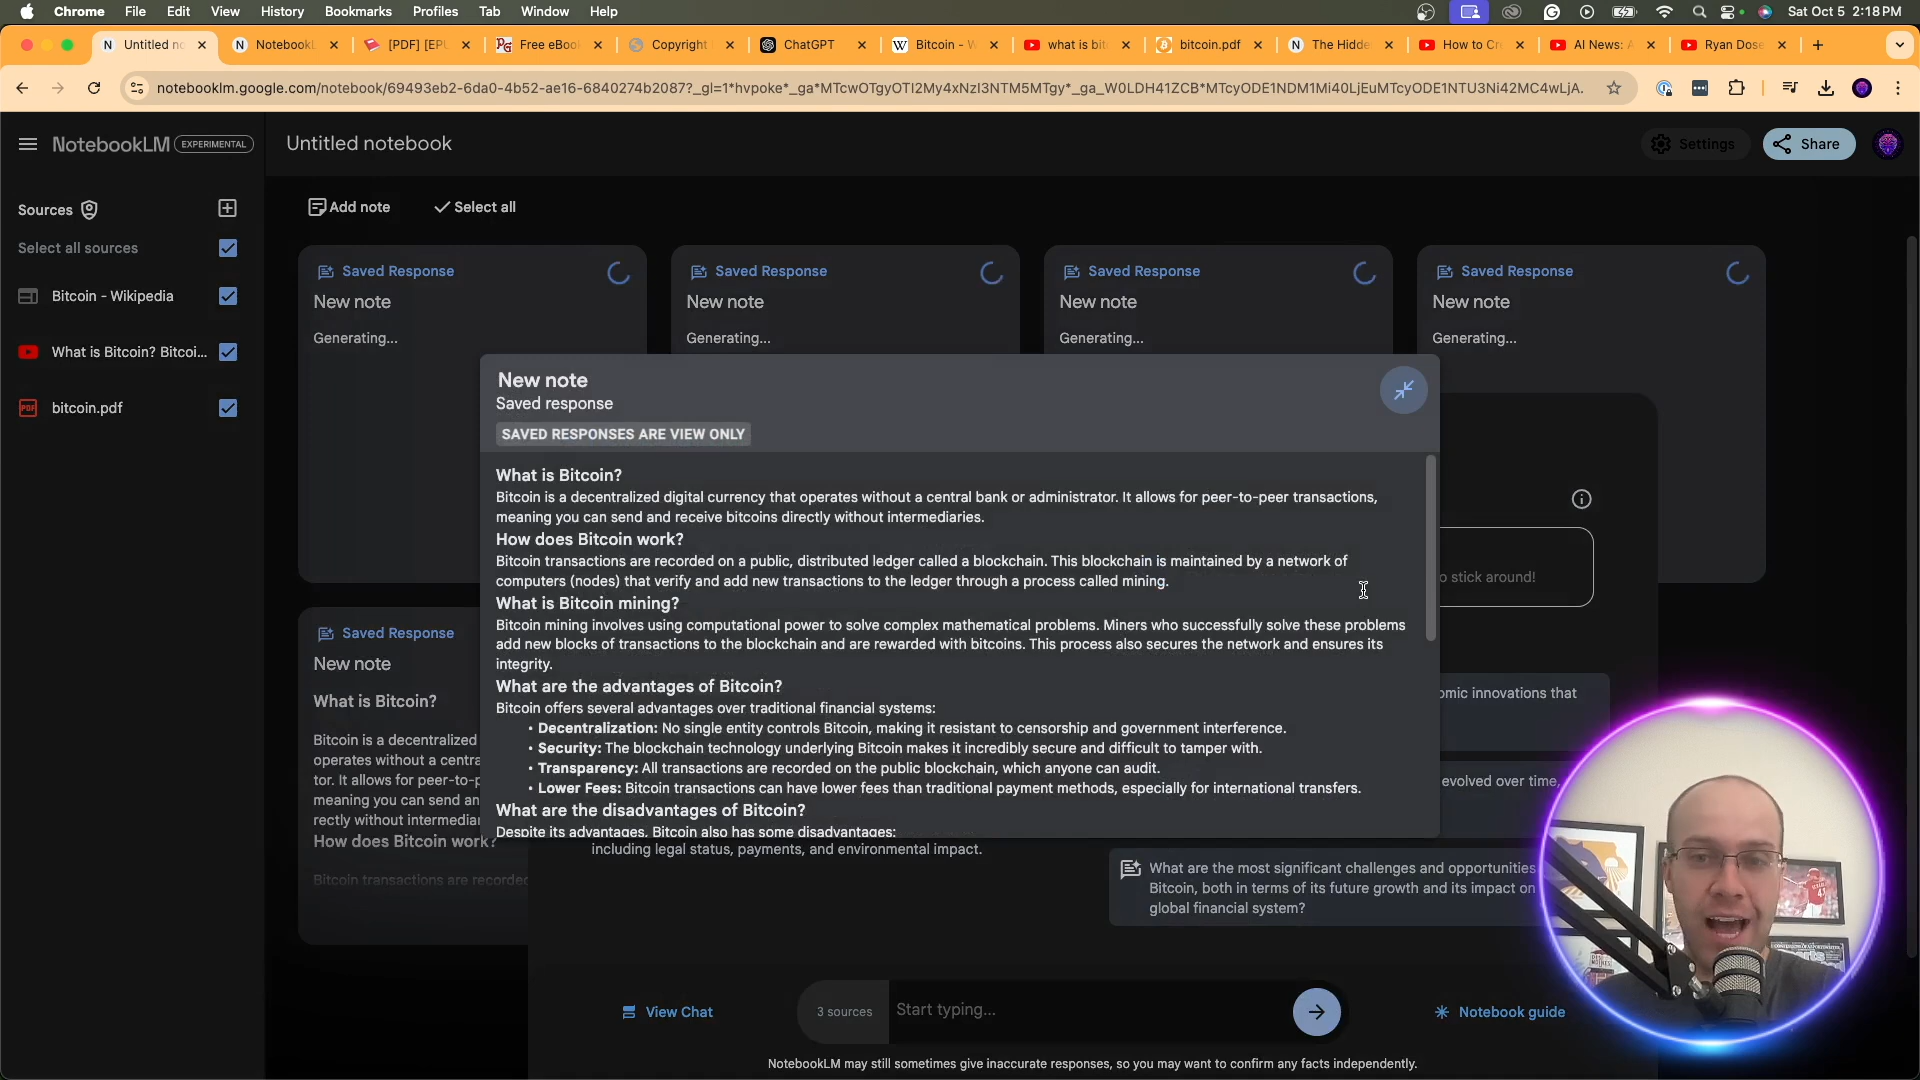 Chrome File Edit View History Bookmarks Profiles Tab Window Help
Sat Oct 5 2:18 PM
Untitled no
NotebookL
[PDF] [EPU
Free eBoo
Copyright
ChatGPT
Bitcoin - W
what is bit
bitcoin.pdf
The Hidde
How to Cr
AI News: A
Ryan Dose
notebooklm.google.com/notebook/69493eb2-6da0-4b52-ae16-6840274b2087?_gl=1*hvpoke*_ga*MTcwOTgyOTI2My4xNzI3NTM5MTgy*_ga_W0LDH41ZCB*MTcyODE1NDM1Mi40LjEuMTcyODE1NTU3Ni42MC4wLjA.
NotebookLM EXPERIMENTAL
Untitled notebook
Settings
Share
Sources
Select all sources
Bitcoin - Wikipedia
What is Bitcoin? Bitcoi...
PDF bitcoin.pdf
Add note
Select all
Saved Response
New note
Generating...
Saved Response
New note
Generating...
Saved Response
New note
Generating...
Saved Response
New note
Generating...
New note
Saved response
SAVED RESPONSES ARE VIEW ONLY
What is Bitcoin?
Bitcoin is a decentralized digital currency that operates without a central bank or administrator. It allows for peer-to-peer transactions,
meaning you can send and receive bitcoins directly without intermediaries.
How does Bitcoin work?
Bitcoin transactions are recorded on a public, distributed ledger called a blockchain. This blockchain is maintained by a network of
computers (nodes) that verify and add new transactions to the ledger through a process called mining.
What is Bitcoin mining?
Bitcoin mining involves using computational power to solve complex mathematical problems. Miners who successfully solve these problems
add new blocks of transactions to the blockchain and are rewarded with bitcoins. This process also secures the network and ensures its
integrity.
What are the advantages of Bitcoin?
Bitcoin offers several advantages over traditional financial systems:
• Decentralization: No single entity controls Bitcoin, making it resistant to censorship and government interference.
• Security: The blockchain technology underlying Bitcoin makes it incredibly secure and difficult to tamper with.
• Transparency: All transactions are recorded on the public blockchain, which anyone can audit.
• Lower Fees: Bitcoin transactions can have lower fees than traditional payment methods, especially for international transfers.
What are the disadvantages of Bitcoin?
Despite its advantages, Bitcoin also has some disadvantages:
o stick around!
Saved Response
New note
What is Bitcoin?
Bitcoin is a decentralized
operates without a centra
tor. It allows for peer-to-p
meaning you can send an
rectly without intermediar
How does Bitcoin work?
Bitcoin transactions are recorded
including legal status, payments, and environmental impact.
omic innovations that
evolved over time,
What are the most significant challenges and opportunities
Bitcoin, both in terms of its future growth and its impact on
global financial system?
View Chat
3 sources
Start typing...
Notebook guide
NotebookLM may still sometimes give inaccurate responses, so you may want to confirm any facts independently.